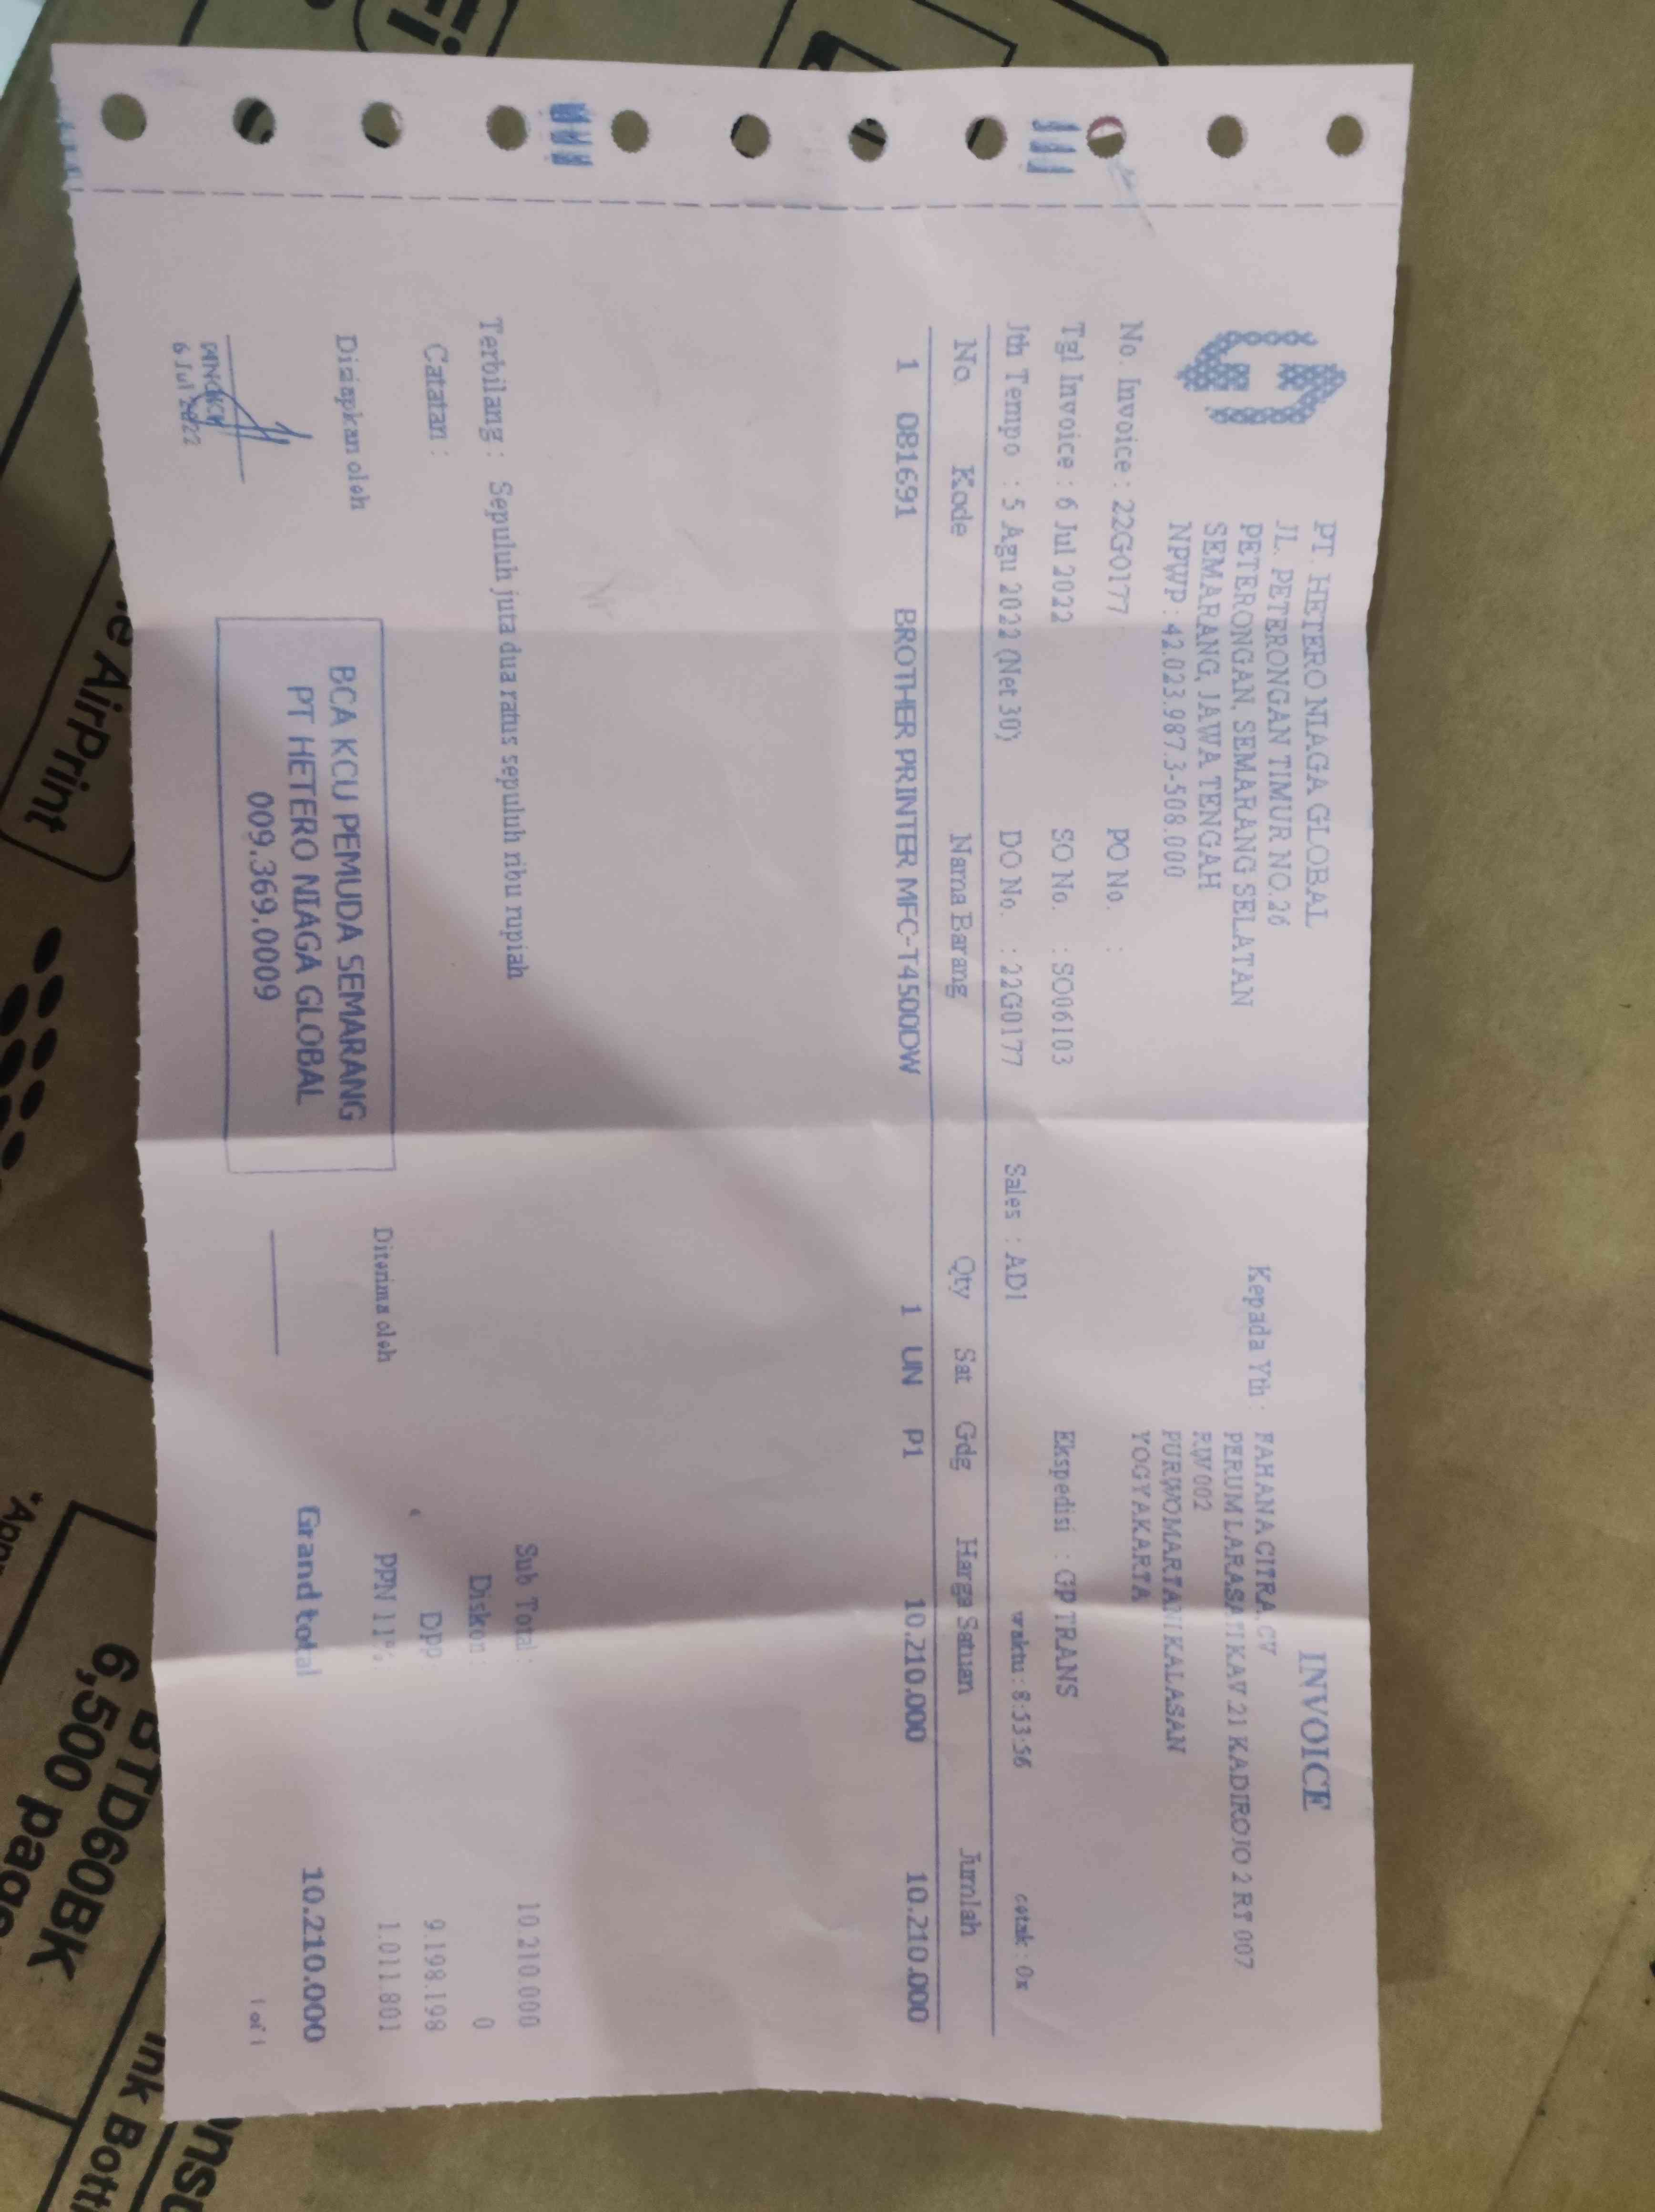 PT. HETERO NIAGA GLOBAL
JL. PETERONGAN TIMUR NO.26
PETERONGAN, SEMARANG SELATAN
SEMARANG, JAWA TENGAH
NPWP : 42.023.987.3-508.000
INVOICE
Kepada Yth : FAHANA CITRA, CV
PERUM LARASATI KAV.21 KADIROJO 2 RT 007
RW 002
PURWOMARTANI KALASAN
YOGYAKARTA
No. Invoice : 22G0177 PO No. :
Tgl Invoice : 6 Jul 2022 SO No. : SO06103 Ekspedisi : GP TRANS
Jth Tempo : 5 Agu 2022 (Net 30) DO No. : 22G0177 Sales : AD1 waktu : 8:53:56 cetak : 0x
No. Kode Nama Barang Qty Sat Gdg Harga Satuan Jumlah
1 081691 BROTHER PRINTER MFC-T4500DW 1 UN P1 10.210.000 10.210.000
Terbilang : Sepuluh juta dua ratus sepuluh ribu rupiah
Catatan :
Sub Total : 10.210.000
Diskon : 0
Dpp 9.198.198
PPN 11% 1.011.801
Grand total 10.210.000
Disiapkan oleh
6 Jul 2022
BCA KCU PEMUDA SEMARANG
PT HETERO NIAGA GLOBAL
009.369.0009
Diterima oleh
1 of 1
AirPrint
BTD60BK
6,500 page
Ink Bott